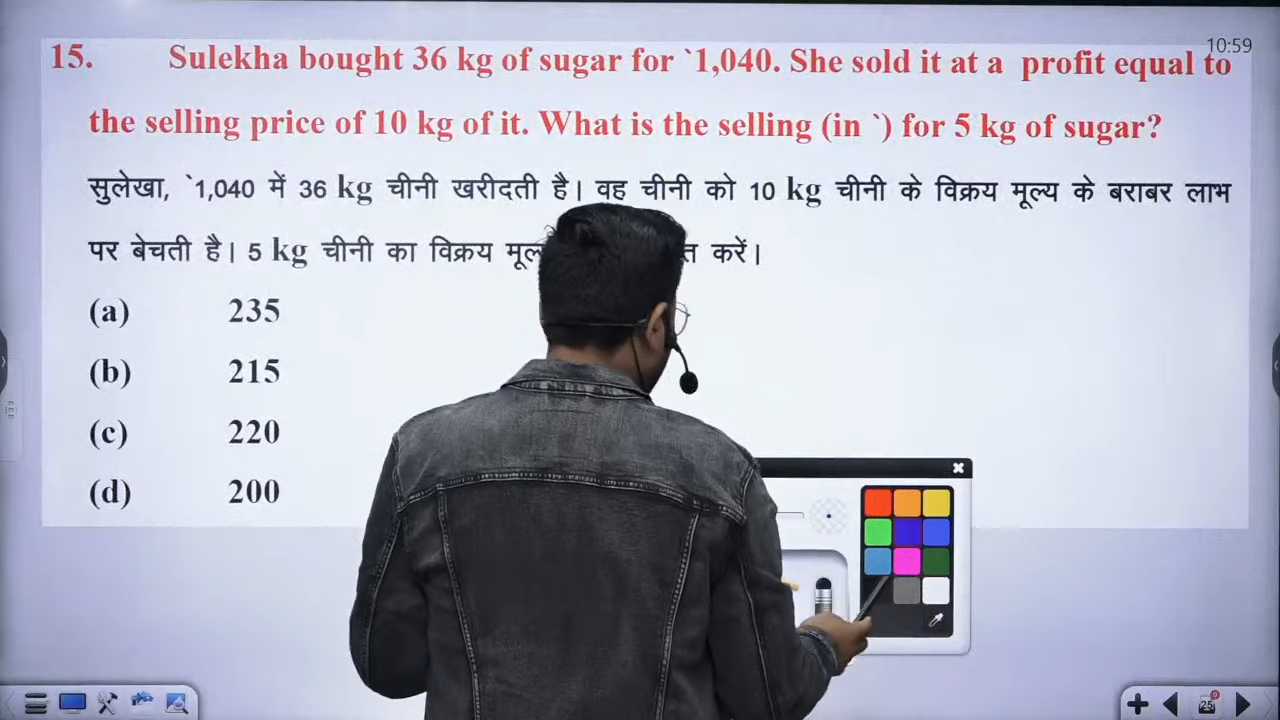 10:59
15. Sulekha bought 36 kg of sugar for `1,040. She sold it at a profit equal to
the selling price of 10 kg of it. What is the selling (in `) for 5 kg of sugar?
सुलेखा, `1,040 में 36 kg चीनी खरीदती है। वह चीनी को 10 kg चीनी के विक्रय मूल्य के बराबर लाभ
पर बेचती है। 5 kg चीनी का विक्रय करें।
(a) 235
(b) 215
(c) 220
(d) 200
25